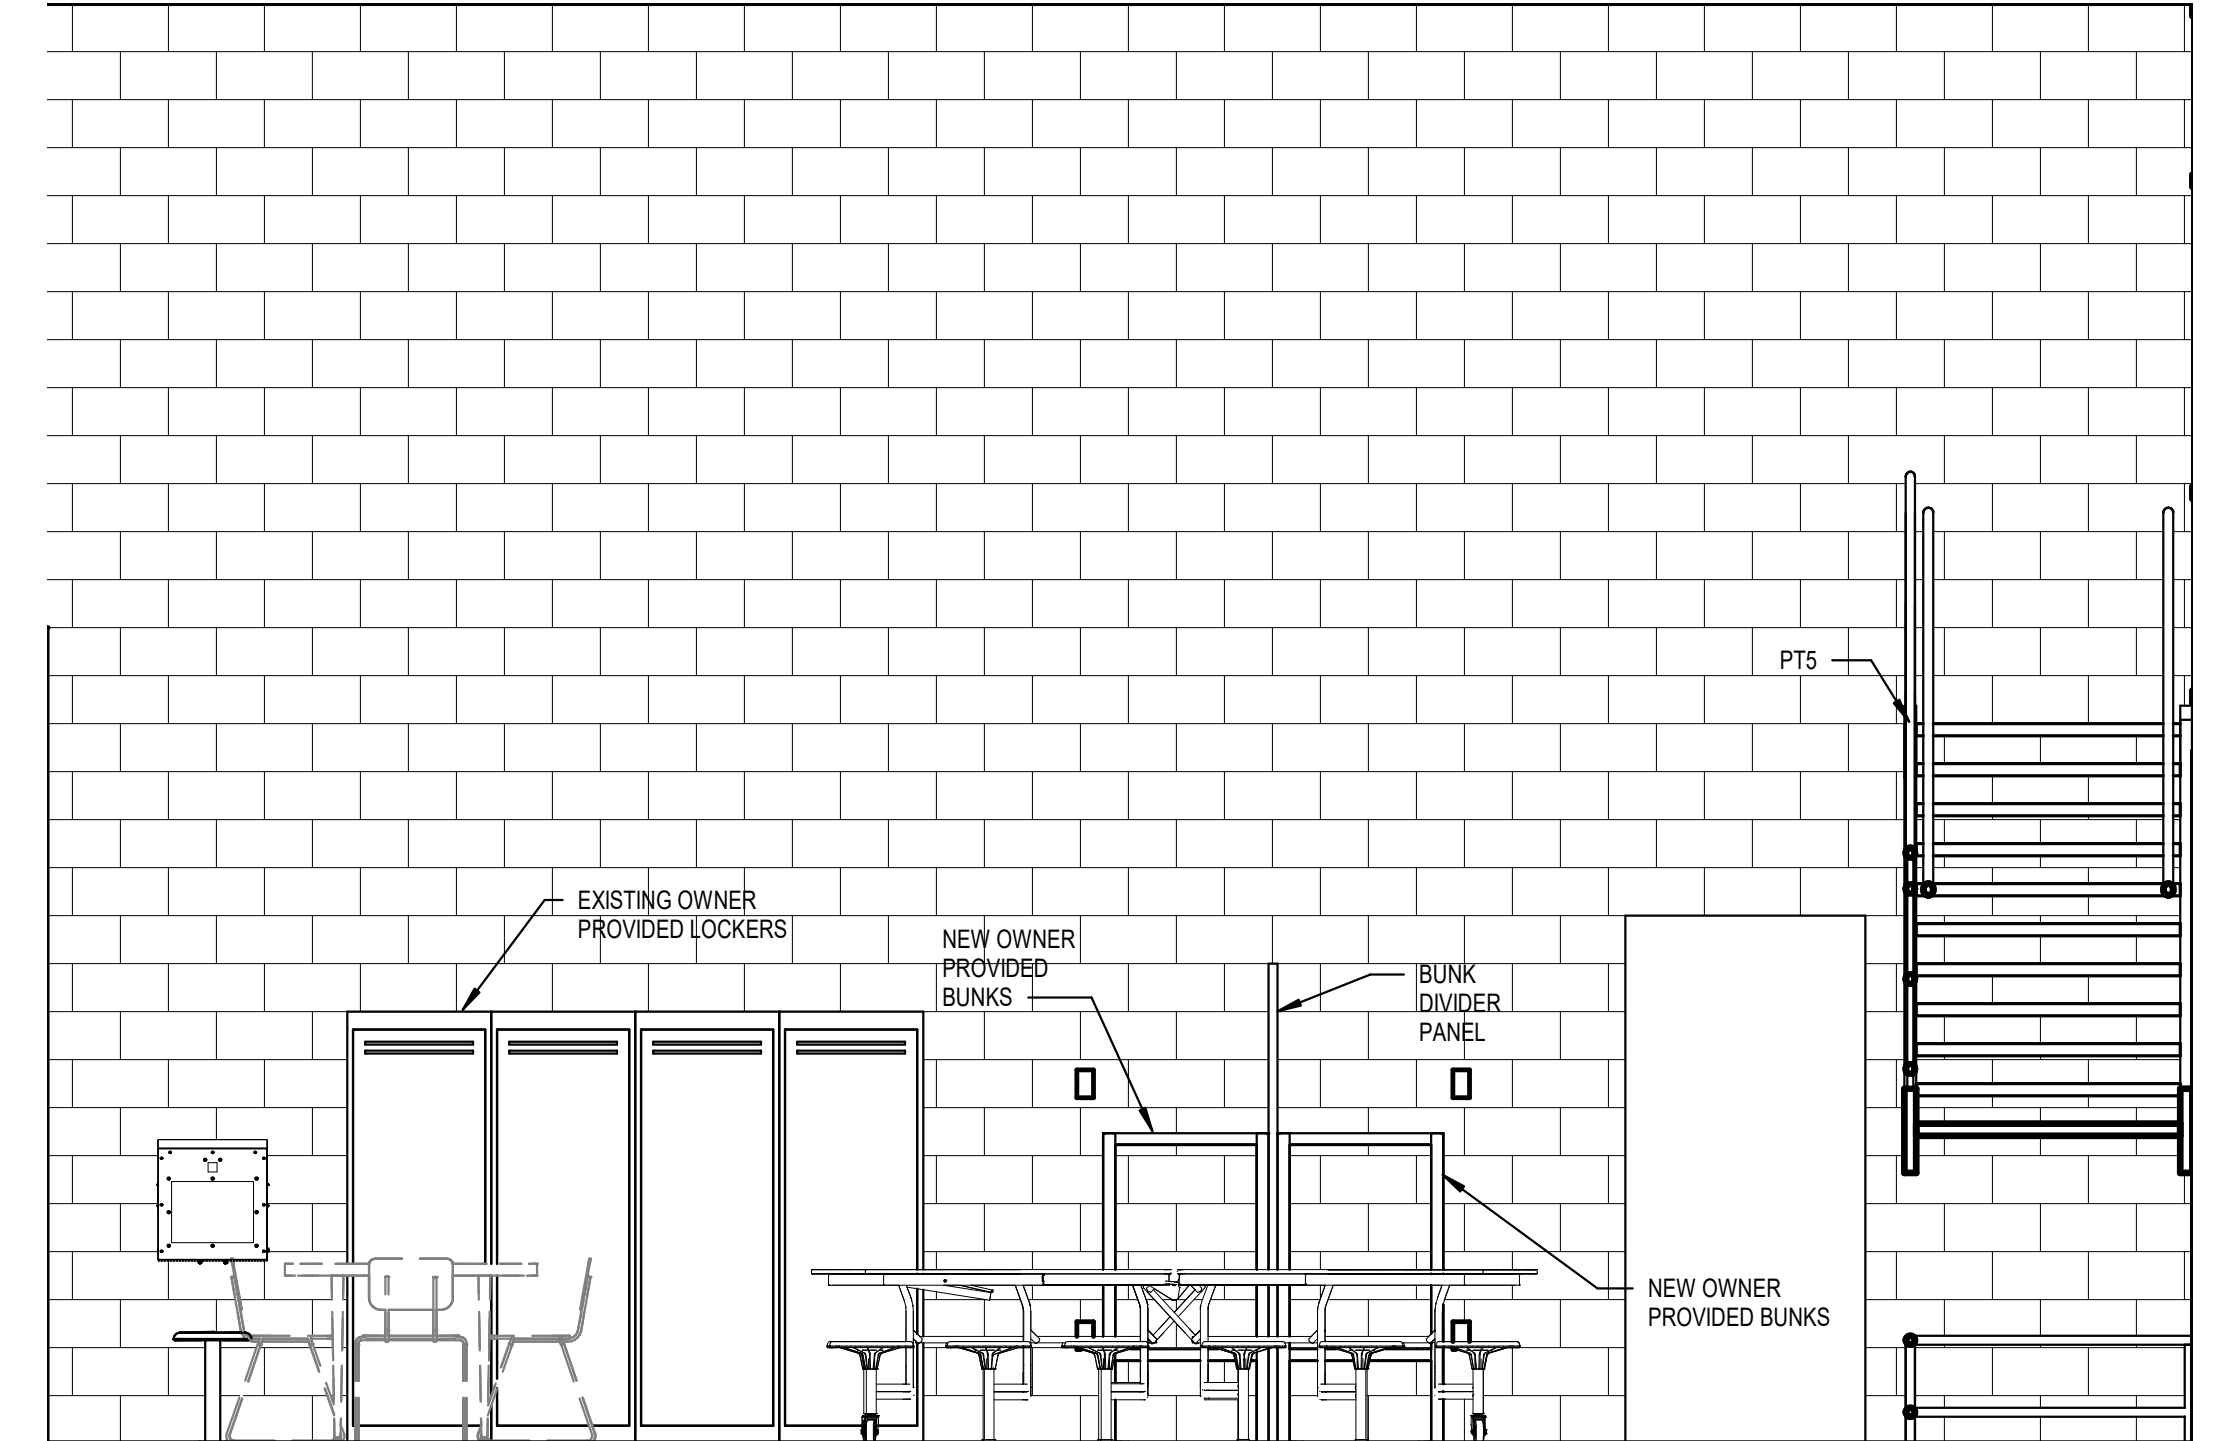 PT5
EXISTING OWNER
PROVIDED LOCKERS
NEW OWNER
PROVIDED
BUNKS
BUNK
DIVIDER
PANEL
NEW OWNER
PROVIDED BUNKS